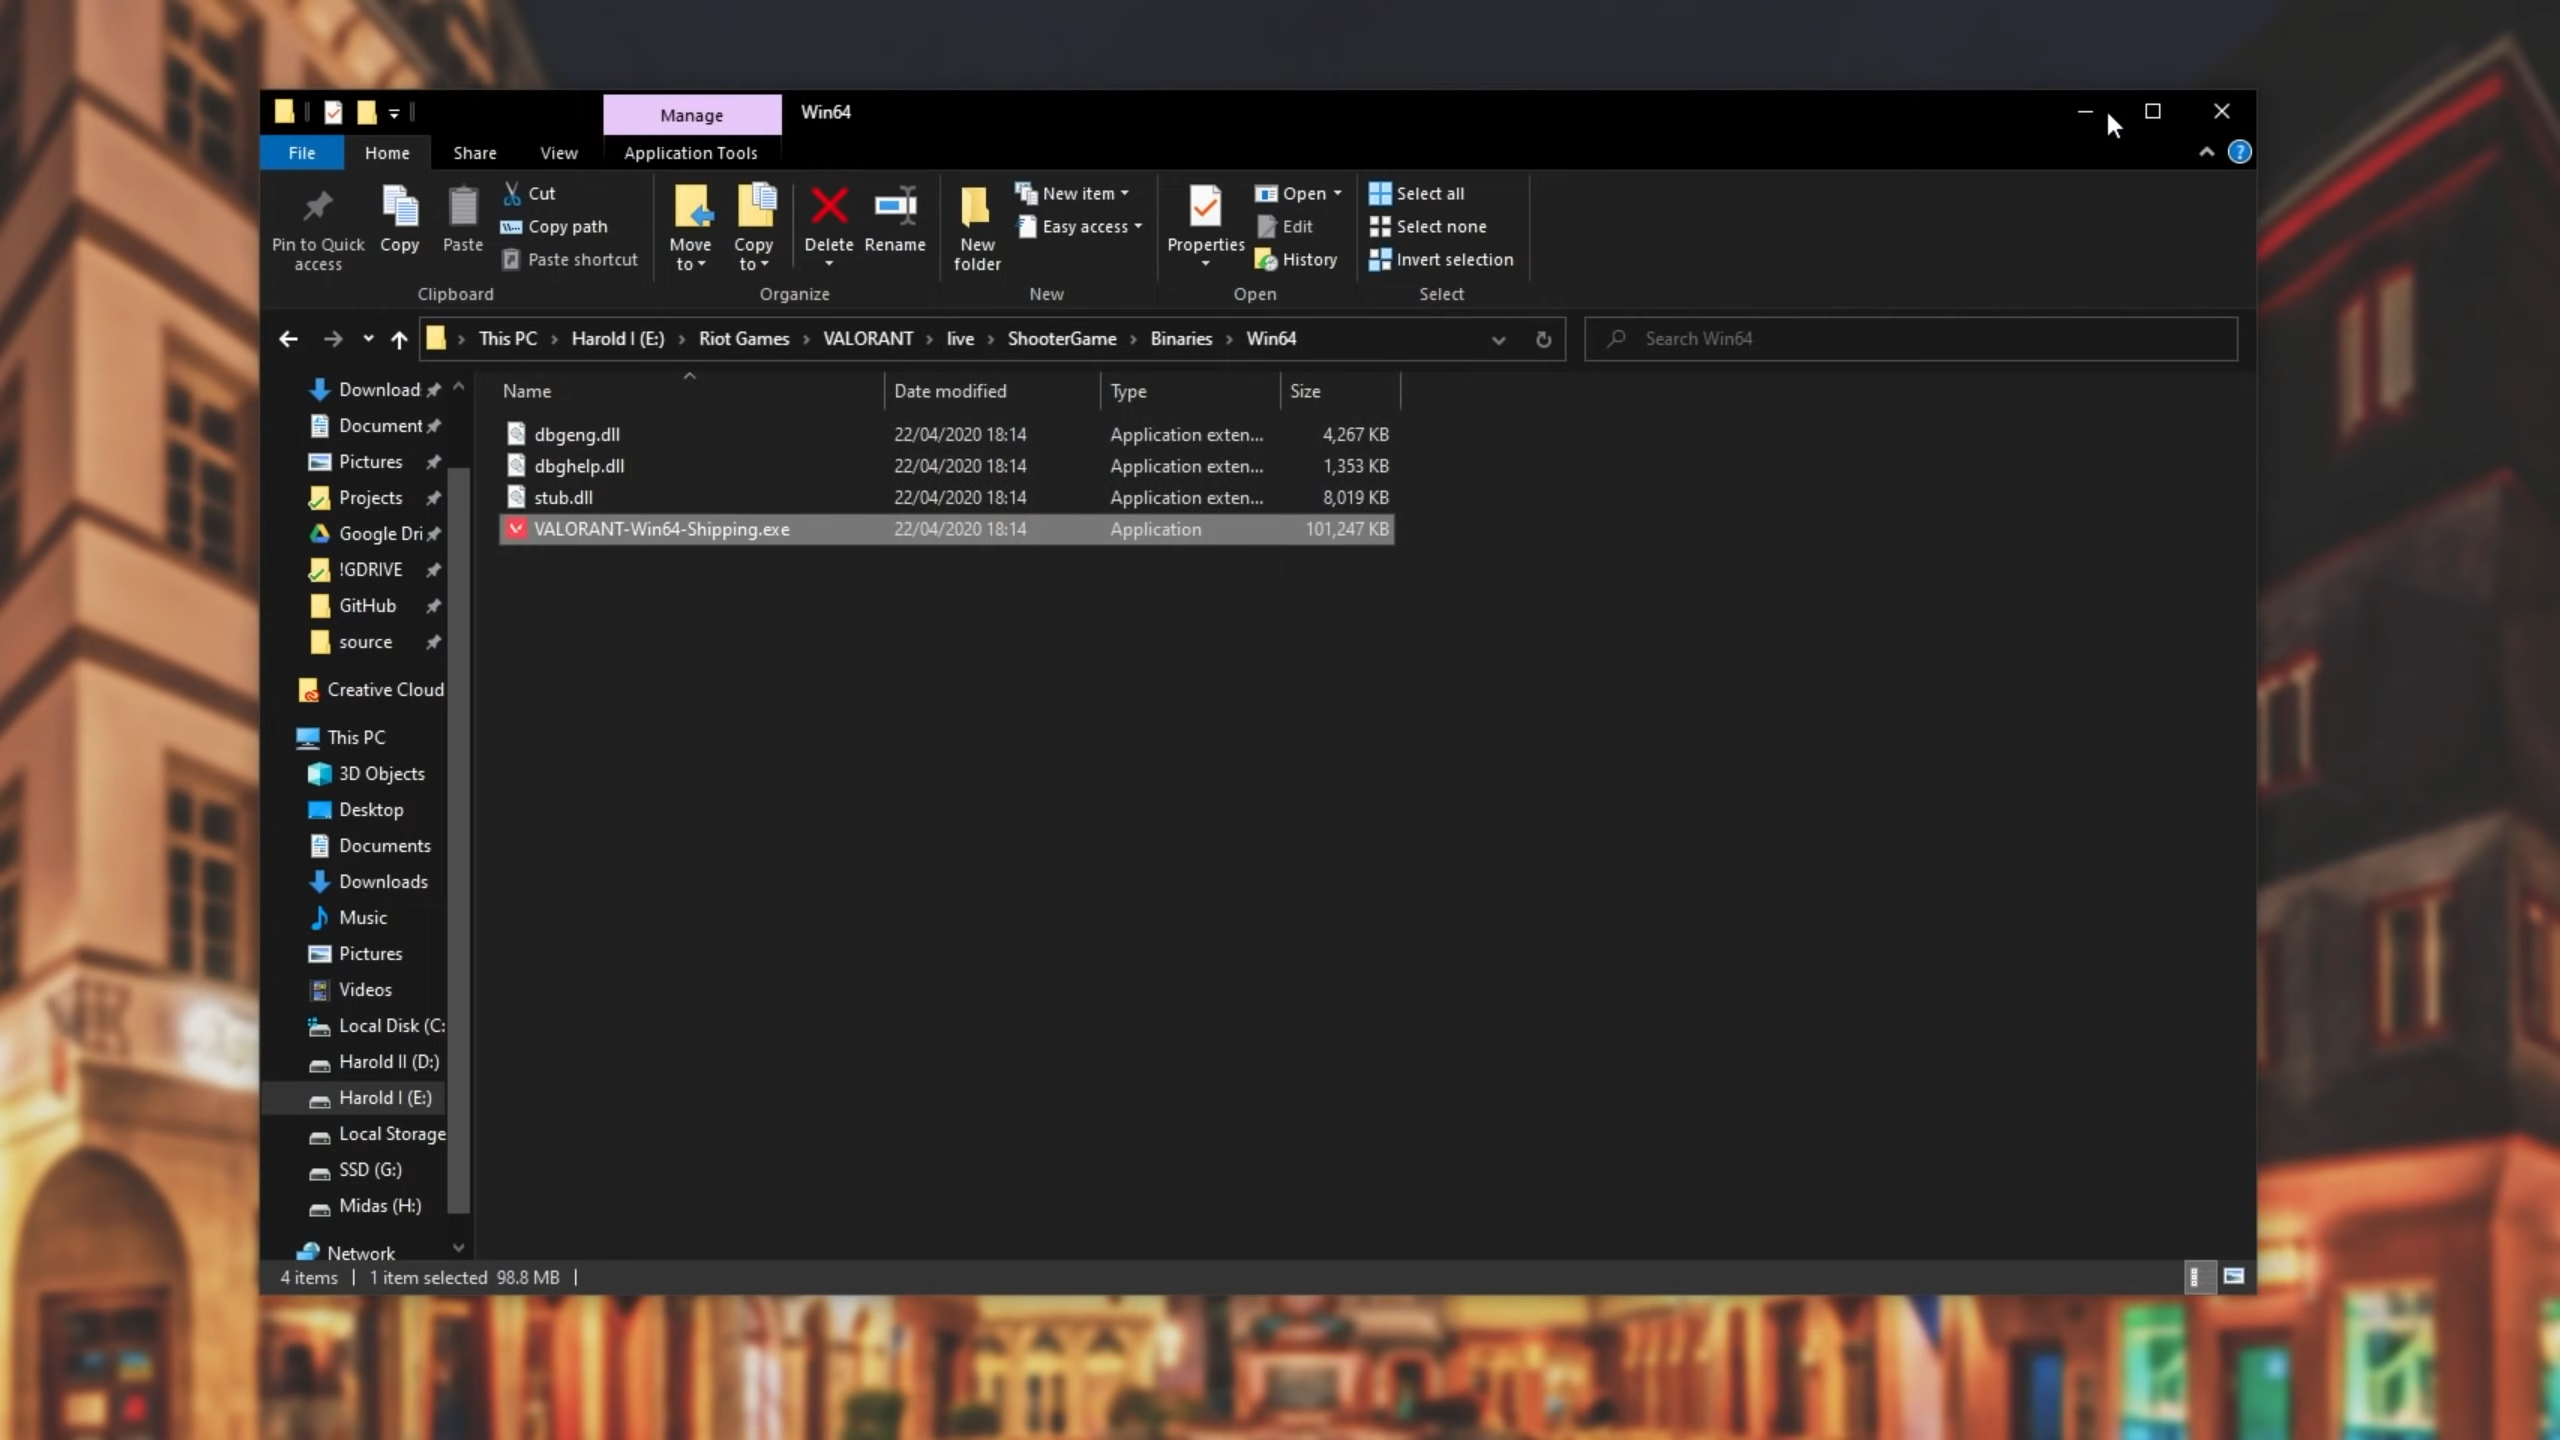 Manage
Win64
File
Home
Share
View
Application Tools
Pin to Quick access
Copy
Paste
Cut
Copy path
Paste shortcut
Clipboard
Move to
Copy to
Delete
Rename
Organize
New folder
New item
Easy access
New
Properties
Open
Edit
History
Open
Select all
Select none
Invert selection
Select
This PC
Harold I (E:)
Riot Games
VALORANT
live
ShooterGame
Binaries
Win64
Search Win64
Name Date modified Type Size
dbgeng.dll 22/04/2020 18:14 Application exten... 4,267 KB
dbghelp.dll 22/04/2020 18:14 Application exten... 1,353 KB
stub.dll 22/04/2020 18:14 Application exten... 8,019 KB
VALORANT-Win64-Shipping.exe 22/04/2020 18:14 Application 101,247 KB
Download
Document
Pictures
Projects
Google Dri
!GDRIVE
GitHub
source
Creative Cloud
This PC
3D Objects
Desktop
Documents
Downloads
Music
Pictures
Videos
Local Disk (C:
Harold II (D:)
Harold I (E:)
Local Storage
SSD (G:)
Midas (H:)
Network
4 items | 1 item selected 98.8 MB |